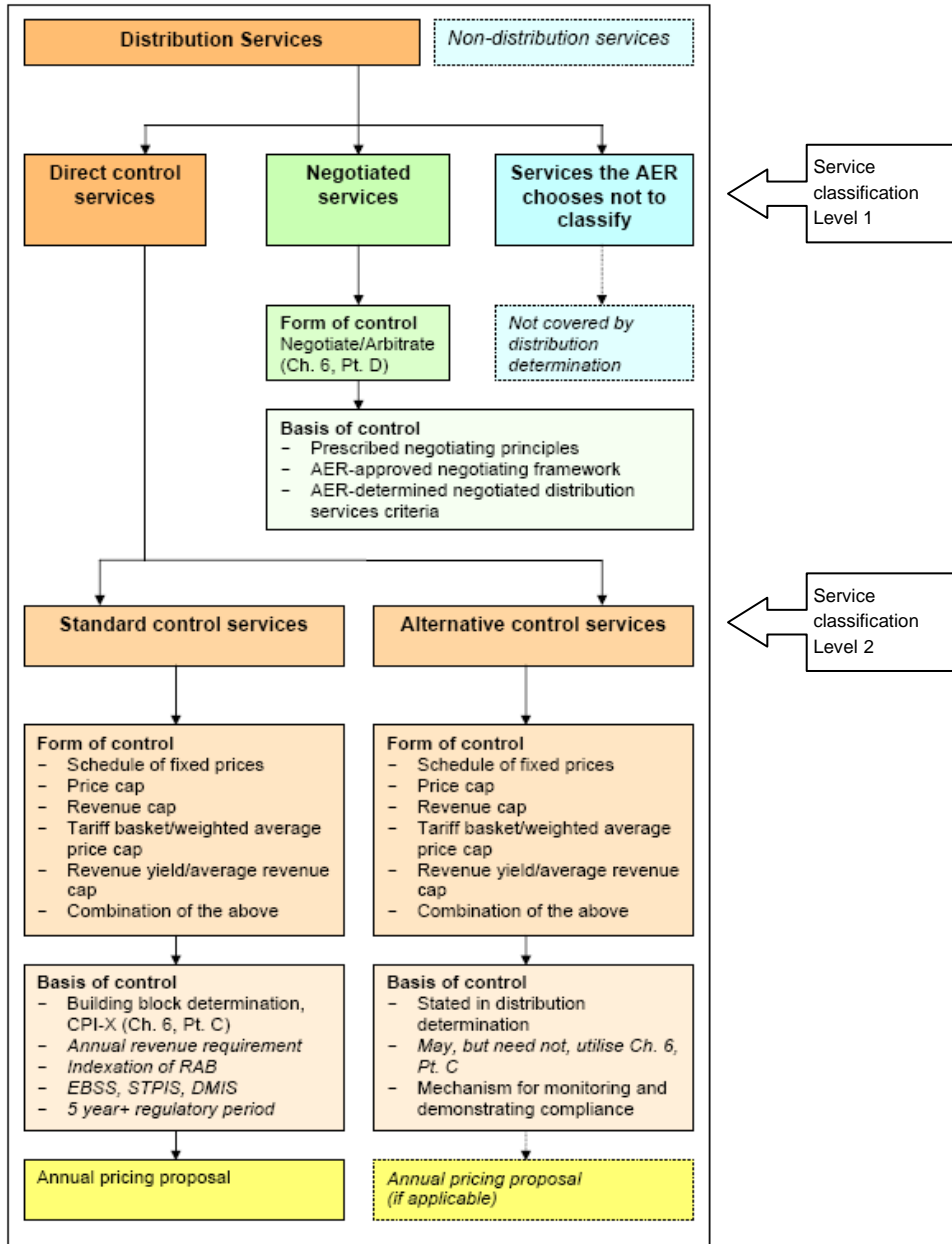 Distribution Services
Non-distribution services
Direct control
services
Negotiated
services
Services the AER
chooses not to
classify
Service
classification
Level 1
Form of control
Negotiate/Arbitrate
(Ch. 6, Pt. D)
Not covered by
distribution
determination
Basis of control
− Prescribed negotiating principles
− AER-approved negotiating framework
− AER-determined negotiated distribution
services criteria
Standard control services
Alternative control services
Service
classification
Level 2
Form of control
− Schedule of fixed prices
− Price cap
− Revenue cap
− Tariff basket/weighted average
price cap
− Revenue yield/average revenue
cap
− Combination of the above
Form of control
− Schedule of fixed prices
− Price cap
− Revenue cap
− Tariff basket/weighted average
price cap
− Revenue yield/average revenue
cap
− Combination of the above
Basis of control
− Building block determination,
CPI-X (Ch. 6, Pt. C)
− Annual revenue requirement
− Indexation of RAB
− EBSS, STPIS, DMIS
− 5 year+ regulatory period
Basis of control
− Stated in distribution
determination
− May, but need not, utilise Ch. 6,
Pt. C
− Mechanism for monitoring and
demonstrating compliance
Annual pricing proposal
Annual pricing proposal
(if applicable)